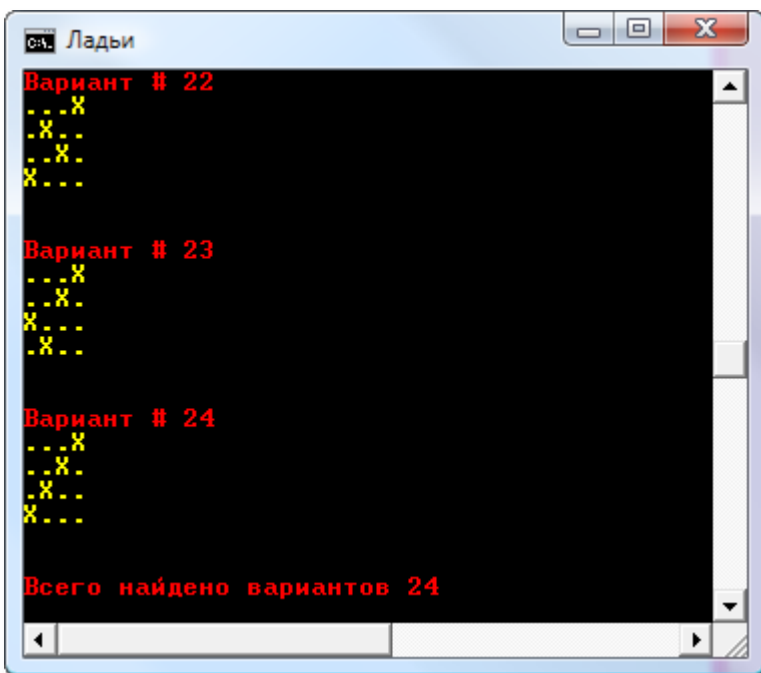 Ладьи
Вариант # 22
...X
.X..
..X.
X...
Вариант # 23
...X
..X.
X...
.X..
Вариант # 24
...X
..X.
.X..
X...
Всего найдено вариантов 24